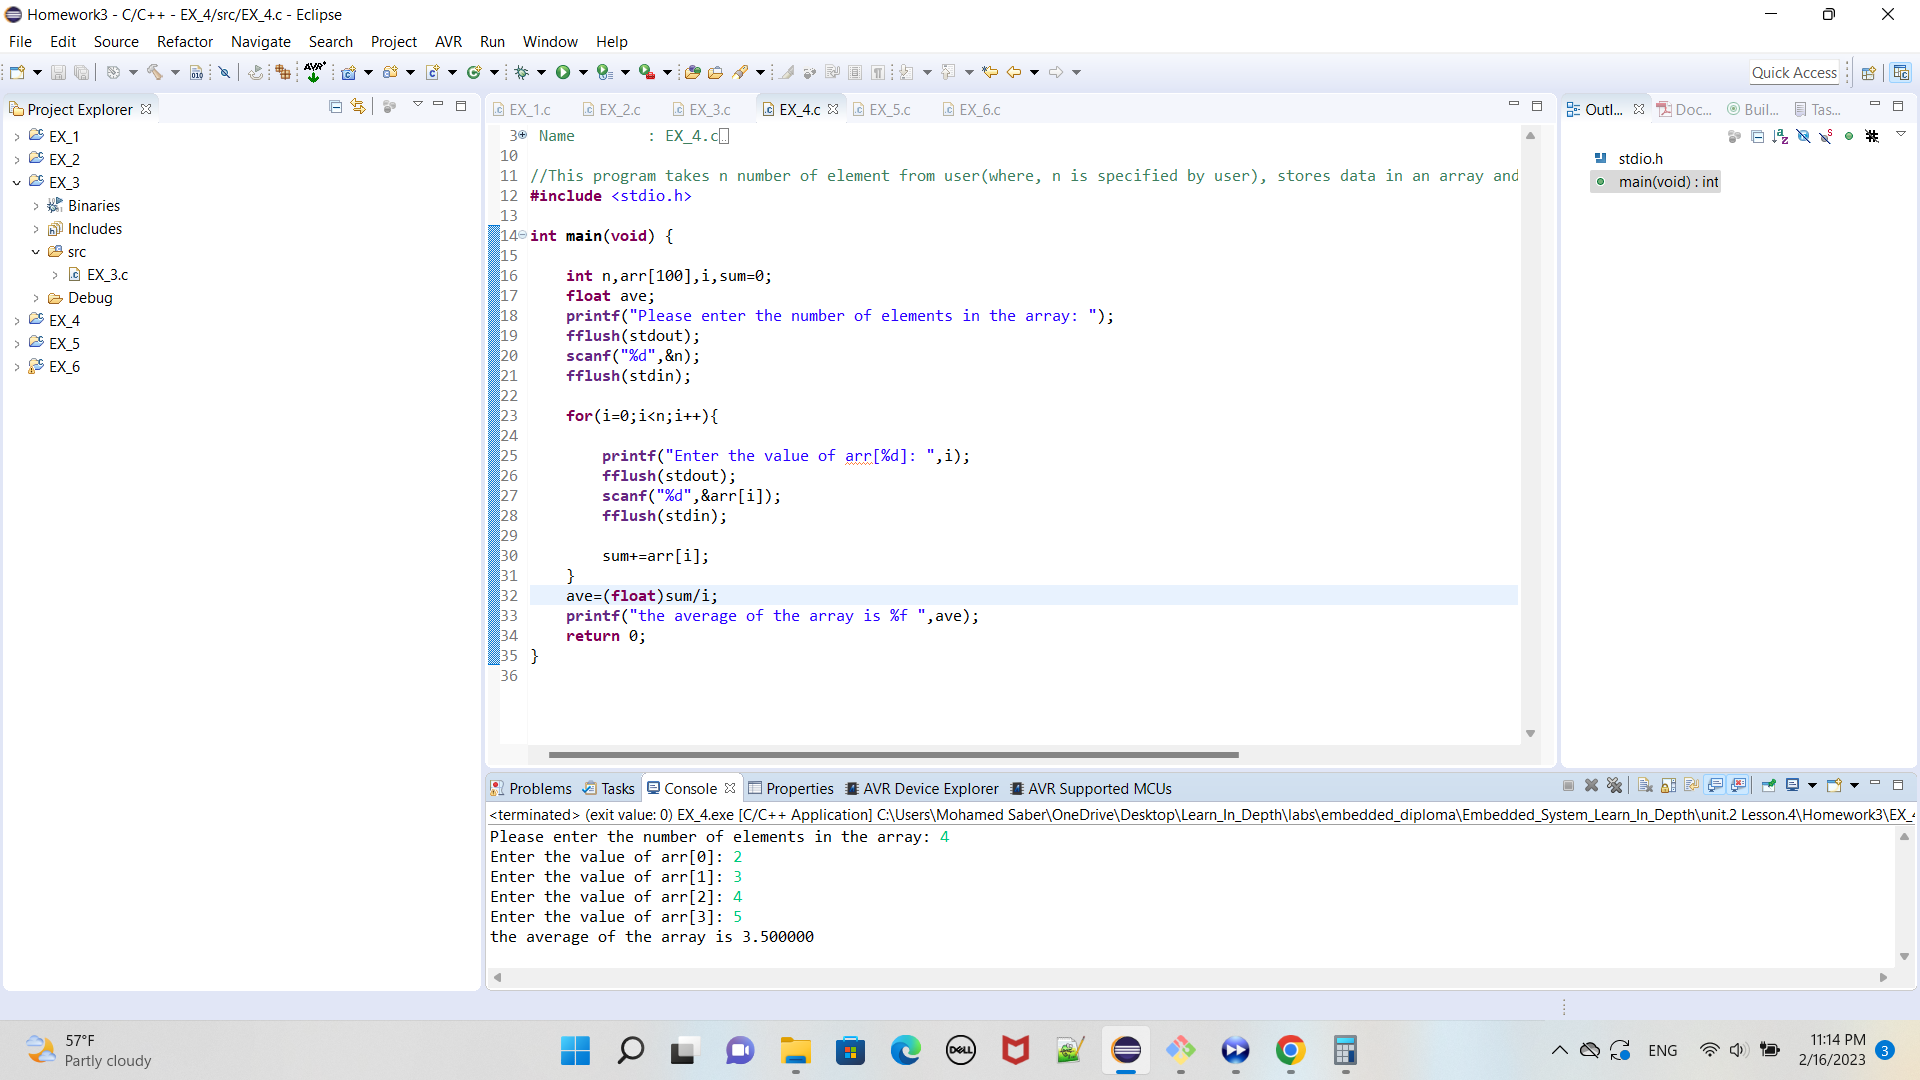 Homework3 - C/C++ - EX_4/src/EX_4.c - Eclipse
File Edit Source Refactor Navigate Search Project AVR Run Window Help
Quick Access
Project Explorer
EX_1
EX_2
EX_3
Binaries
Includes
src
EX_3.c
Debug
EX_4
EX_5
EX_6
EX_1.c EX_2.c EX_3.c EX_4.c EX_5.c EX_6.c
3 Name : EX_4.c
10
11 //This program takes n number of element from user(where, n is specified by user), stores data in an array and
12 #include <stdio.h>
13
14 int main(void) {
15
16 int n,arr[100],i,sum=0;
17 float ave;
18 printf("Please enter the number of elements in the array: ");
19 fflush(stdout);
20 scanf("%d",&n);
21 fflush(stdin);
22
23 for(i=0;i<n;i++){
24
25 printf("Enter the value of arr[%d]: ",i);
26 fflush(stdout);
27 scanf("%d",&arr[i]);
28 fflush(stdin);
29
30 sum+=arr[i];
31 }
32 ave=(float)sum/i;
33 printf("the average of the array is %f ",ave);
34 return 0;
35 }
36
Outl... Doc... Buil... Tas...
stdio.h
main(void) : int
Problems Tasks Console Properties AVR Device Explorer AVR Supported MCUs
<terminated> (exit value: 0) EX_4.exe [C/C++ Application] C:\Users\Mohamed Saber\OneDrive\Desktop\Learn_In_Depth\labs\embedded_diploma\Embedded_System_Learn_In_Depth\unit.2 Lesson.4\Homework3\EX_4
Please enter the number of elements in the array: 4
Enter the value of arr[0]: 2
Enter the value of arr[1]: 3
Enter the value of arr[2]: 4
Enter the value of arr[3]: 5
the average of the array is 3.500000
57°F
Partly cloudy
DELL
ENG
11:14 PM
2/16/2023
3